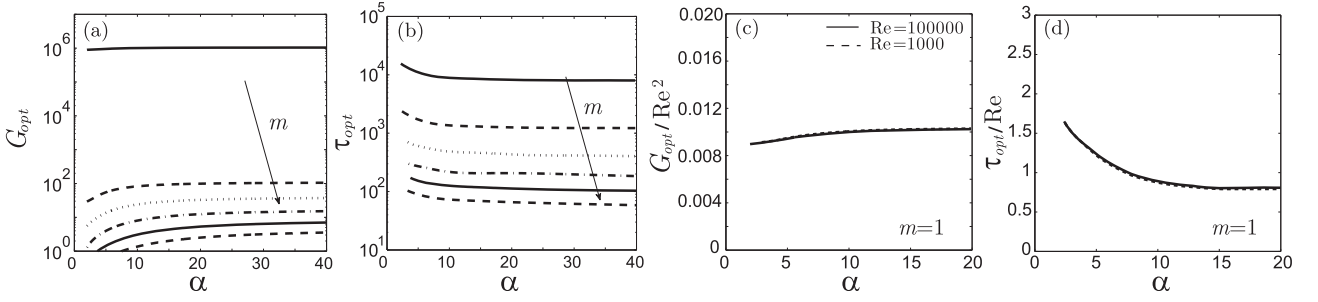 (a)
10^6
10^4
10^2
10^0
G_opt
m
0 10 20 30 40
α
(b)
10^5
10^4
10^3
10^2
10^1
τ_opt
m
0 10 20 30 40
α
(c)
Re=100000
Re=1000
0.020
0.016
0.012
0.008
0.004
0
G_opt/Re^2
m=1
0 5 10 15 20
α
(d)
3
2.5
2
1.5
1
0.5
0
τ_opt/Re
m=1
0 5 10 15 20
α